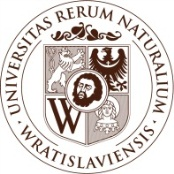 UNIVERSITAS RERUM NATURALIUM
· WRATISLAVIENSIS ·
W